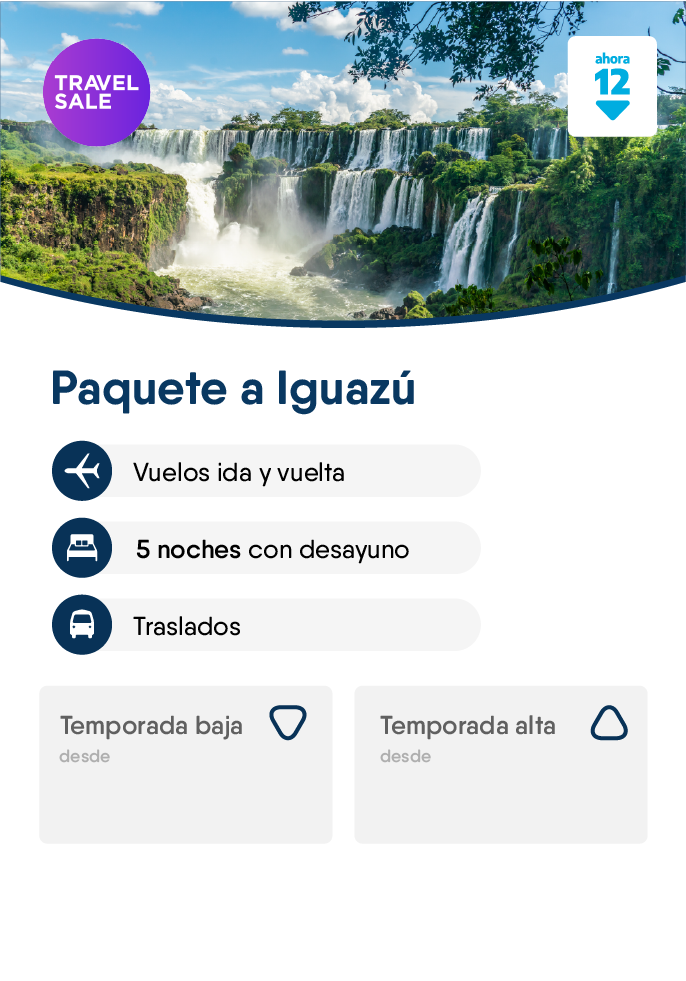 TRAVEL
SALE
ahora
12
Paquete a Iguazú
Vuelos ida y vuelta
5 noches con desayuno
Traslados
Temporada baja
desde
Temporada alta
desde